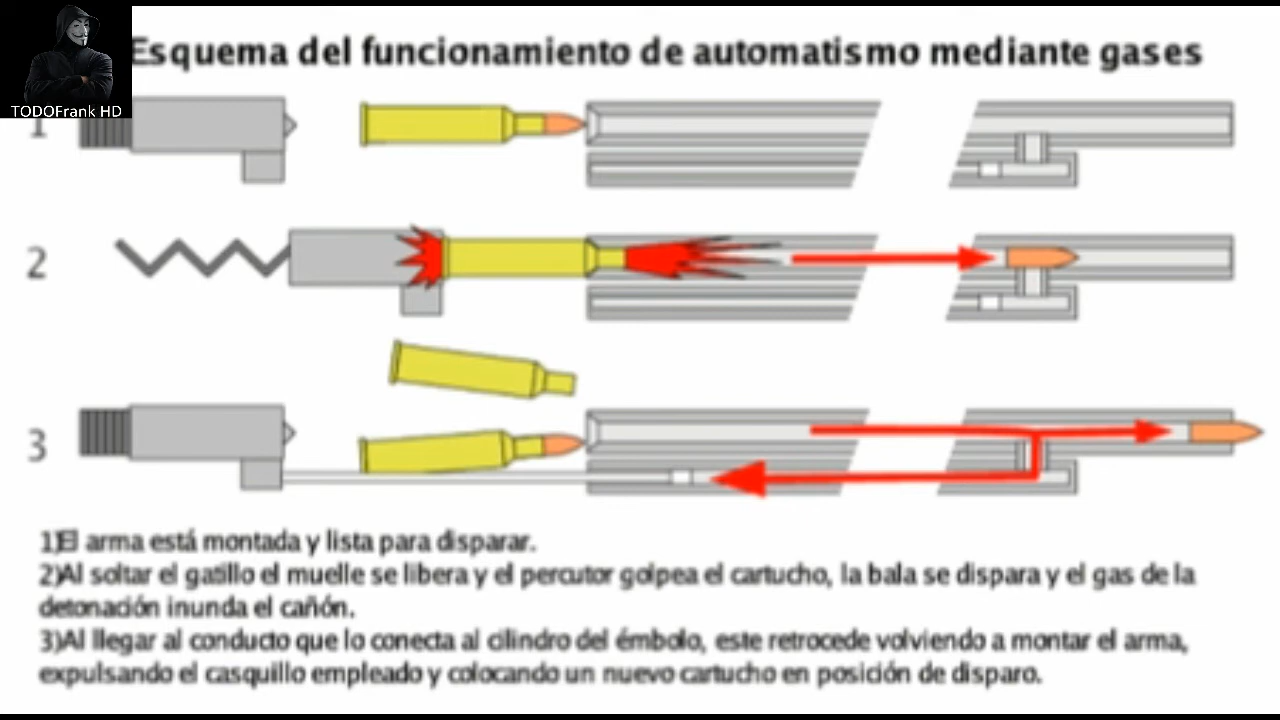 Esquema del funcionamiento de automatismo mediante gases
TODOFrank HD
1
2
3
1)El arma está montada y lista para disparar.
2)Al soltar el gatillo el muelle se libera y el percutor golpea el cartucho, la bala se dispara y el gas de la
detonación inunda el cañón.
3)Al llegar al conducto que lo conecta al cilindro del émbolo, este retrocede volviendo a montar el arma,
expulsando el casquillo empleado y colocando un nuevo cartucho en posición de disparo.